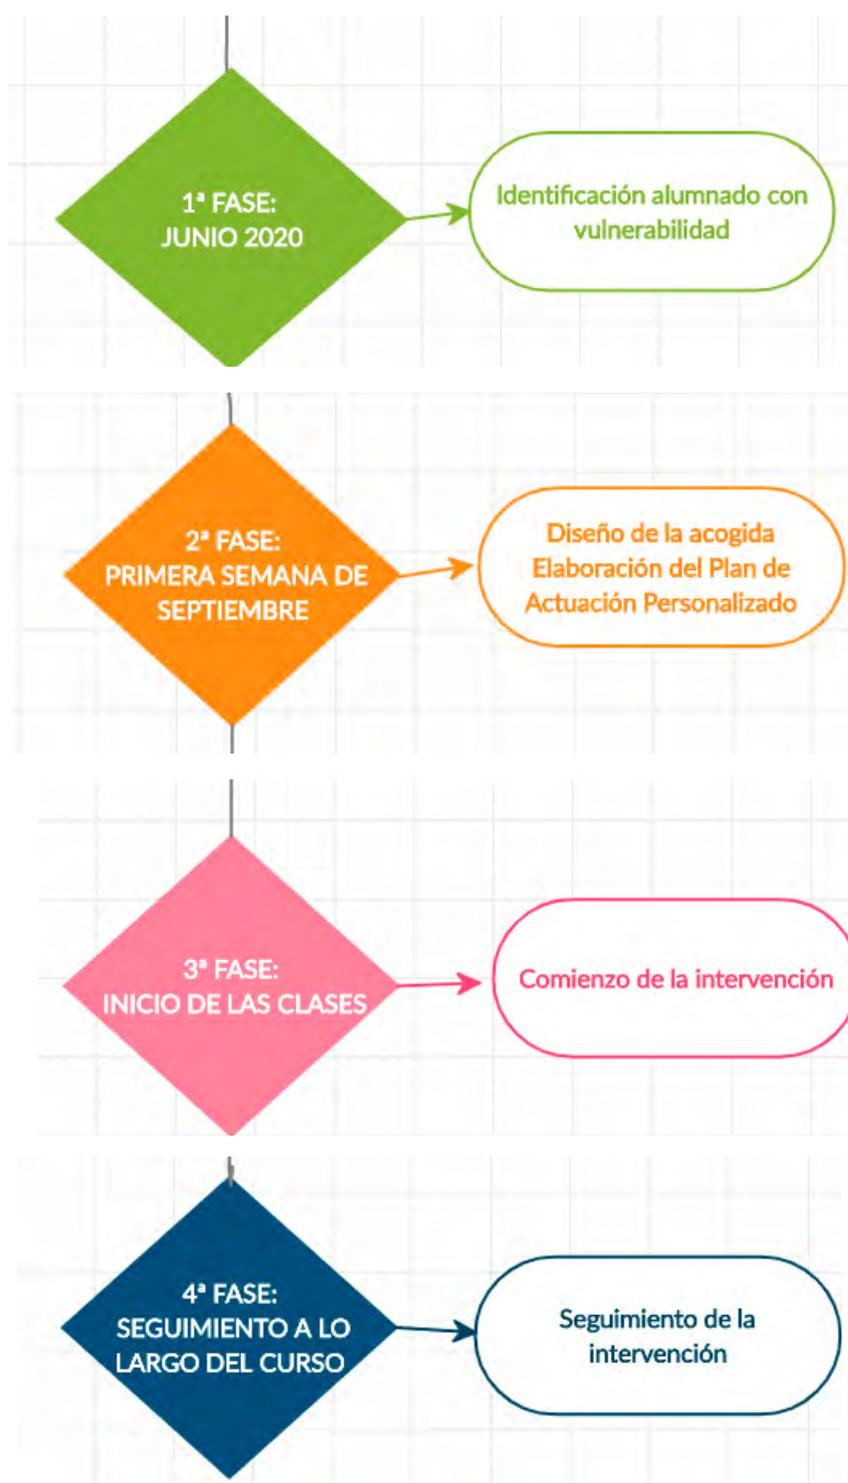 1ª FASE:
JUNIO 2020
Identificación alumnado con
vulnerabilidad
2ª FASE:
PRIMERA SEMANA DE
SEPTIEMBRE
Diseño de la acogida
Elaboración del Plan de
Actuación Personalizado
3ª FASE:
INICIO DE LAS CLASES
Comienzo de la intervención
4ª FASE:
SEGUIMIENTO A LO
LARGO DEL CURSO
Seguimiento de la
intervención